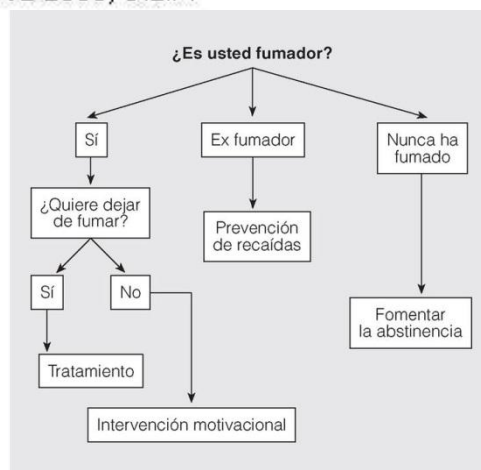 ¿Es usted fumador?
Sí
Ex fumador
Nunca ha
fumado
¿Quiere dejar
de fumar?
Prevención
de recaídas
Sí
No
Fomentar
la abstinencia
Tratamiento
Intervención motivacional